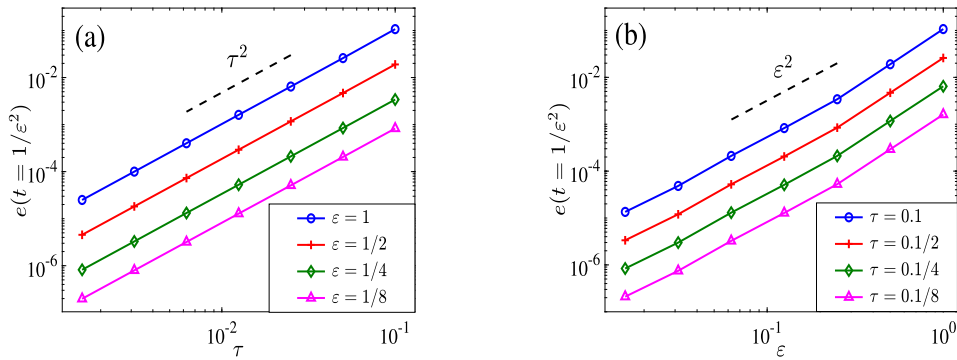 (a)
τ²
e(t = 1/ε²)
10⁻²
10⁻⁴
10⁻⁶
ε = 1
ε = 1/2
ε = 1/4
ε = 1/8
10⁻²
10⁻¹
τ
(b)
ε²
e(t = 1/ε²)
10⁻²
10⁻⁴
10⁻⁶
τ = 0.1
τ = 0.1/2
τ = 0.1/4
τ = 0.1/8
10⁻¹
10⁰
ε